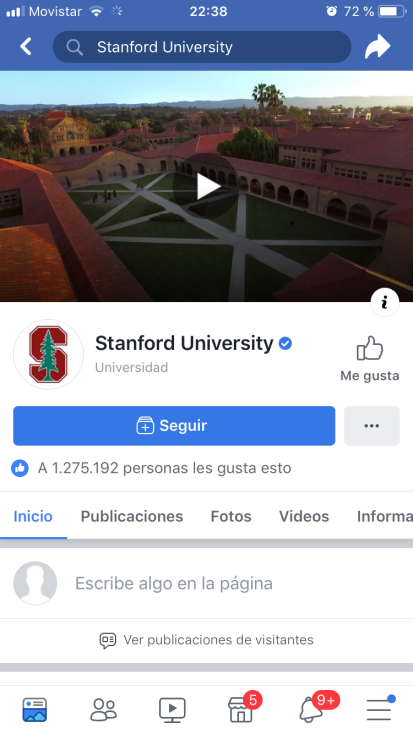 Movistar 22:38 72 %
Stanford University
Stanford University
Universidad
Me gusta
Seguir
A 1.275.192 personas les gusta esto
Inicio Publicaciones Fotos Videos Informa
Escribe algo en la página
Ver publicaciones de visitantes
5 9+